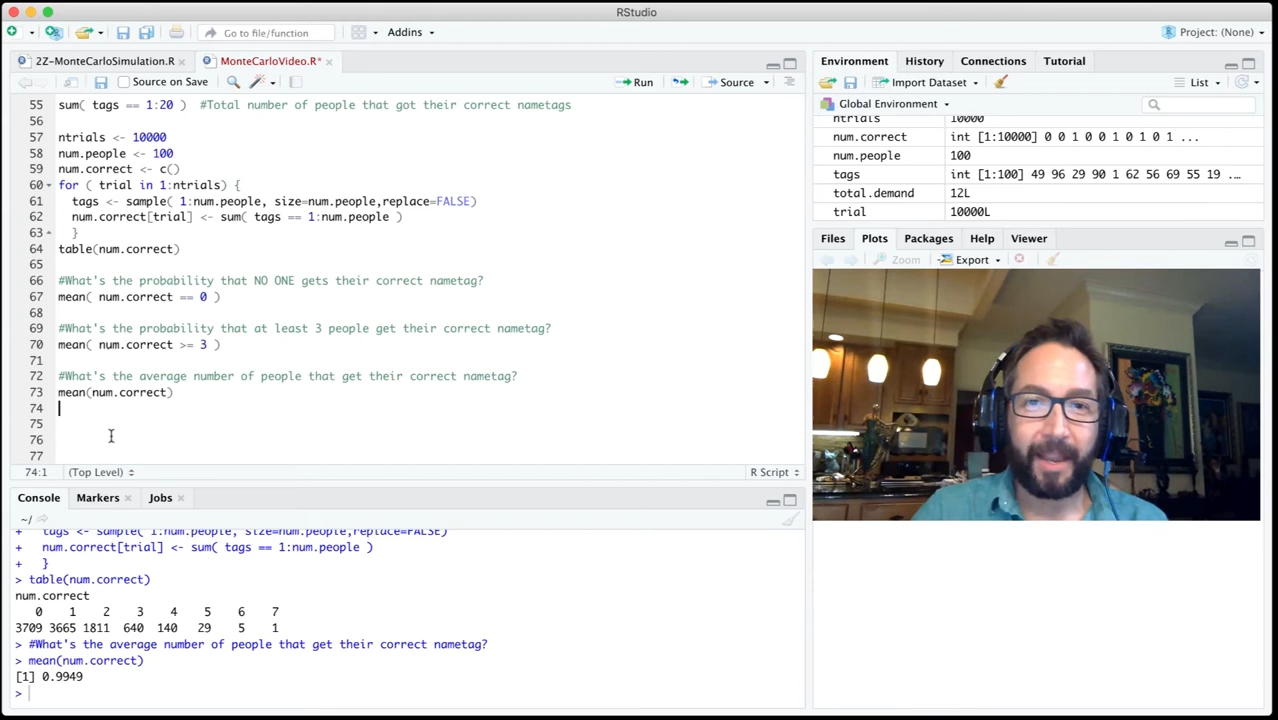 RStudio
Go to file/function
Addins
Project: (None)
2Z-MonteCarloSimulation.R
MonteCarloVideo.R*
Source on Save
Run
Source
55 sum( tags == 1:20 )  #Total number of people that got their correct nametags
56
57 ntrials <- 10000
58 num.people <- 100
59 num.correct <- c()
60 for ( trial in 1:ntrials) {
61 tags <- sample( 1:num.people, size=num.people,replace=FALSE)
62 num.correct[trial] <- sum( tags == 1:num.people )
63 }
64 table(num.correct)
65
66 #What's the probability that NO ONE gets their correct nametag?
67 mean( num.correct == 0 )
68
69 #What's the probability that at least 3 people get their correct nametag?
70 mean( num.correct >= 3 )
71
72 #What's the average number of people that get their correct nametag?
73 mean(num.correct)
74
75
76
77
74:1 (Top Level) R Script
Console Markers Jobs
~/
+ tags <- sample( 1:num.people, size=num.people,replace=FALSE)
+ num.correct[trial] <- sum( tags == 1:num.people )
+ }
> table(num.correct)
num.correct
0 1 2 3 4 5 6 7
3709 3665 1811 640 140 29 5 1
> #What's the average number of people that get their correct nametag?
> mean(num.correct)
[1] 0.9949
>
Environment History Connections Tutorial
Import Dataset
List
Global Environment
ntrials 10000
num.correct int [1:10000] 0 0 1 0 0 1 0 1 0 1 ...
num.people 100
tags int [1:100] 49 96 29 90 1 62 56 69 55 19 ...
total.demand 12L
trial 10000L
Files Plots Packages Help Viewer
Zoom Export